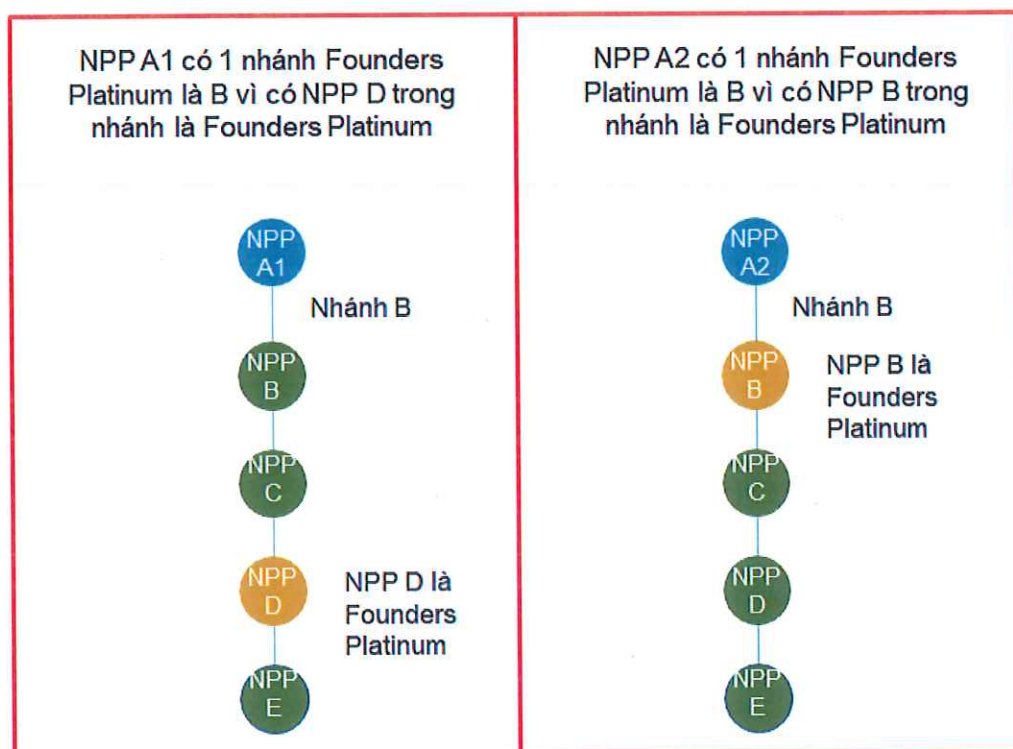 NPP A1 có 1 nhánh Founders
Platinum là B vì có NPP D trong
nhánh là Founders Platinum
NPP
A1
Nhánh B
NPP
B
NPP
C
NPP
D
NPP D là
Founders
Platinum
NPP
E
NPP A2 có 1 nhánh Founders
Platinum là B vì có NPP B trong
nhánh là Founders Platinum
NPP
A2
Nhánh B
NPP
B
NPP B là
Founders
Platinum
NPP
C
NPP
D
NPP
E